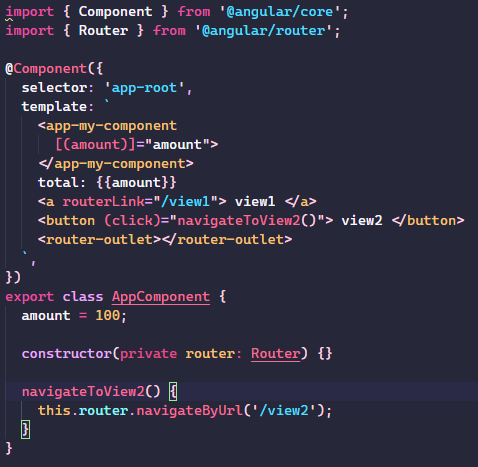 import { Component } from '@angular/core';
import { Router } from '@angular/router';

@Component({
  selector: 'app-root',
  template: `
    <app-my-component
      [(amount)]="amount">
    </app-my-component>
    total: {{amount}}
    <a routerLink="/view1"> view1 </a>
    <button (click)="navigateToView2()"> view2 </button>
    <router-outlet></router-outlet>
  `,
})
export class AppComponent {
  amount = 100;

  constructor(private router: Router) {}

  navigateToView2() {
    this.router.navigateByUrl('/view2');
  }
}